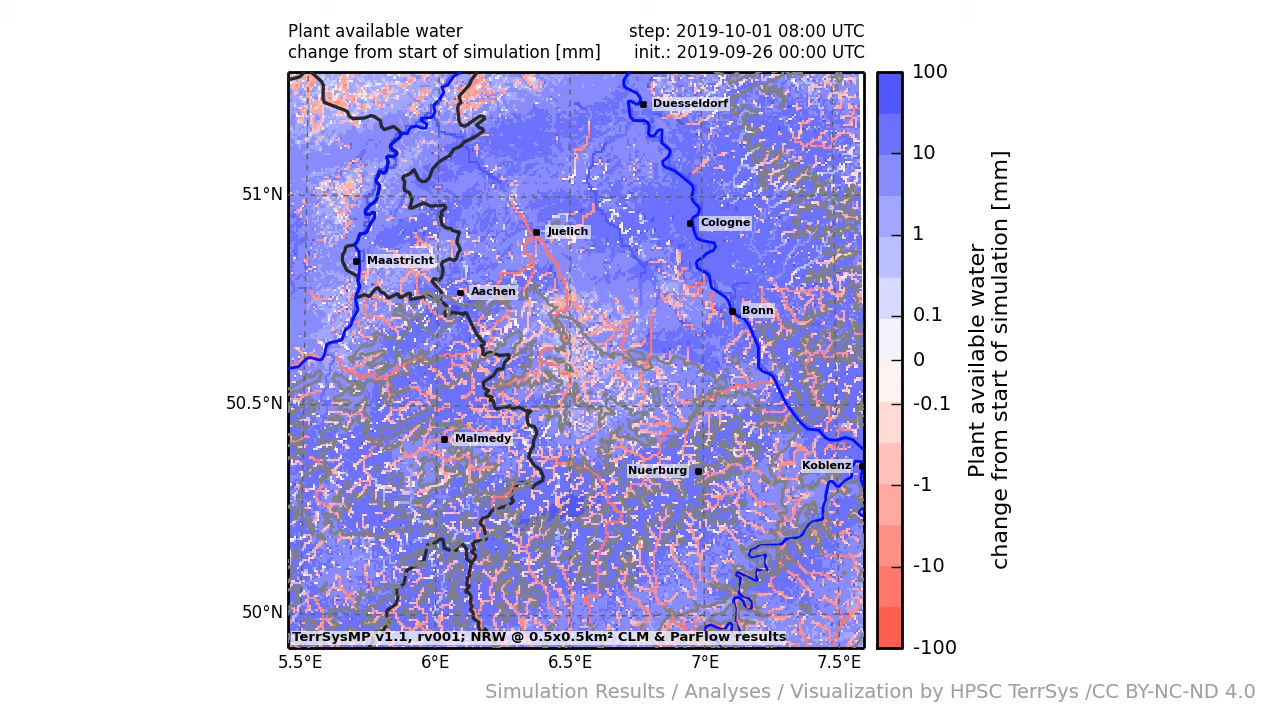 Plant available water
change from start of simulation [mm]
step: 2019-10-01 08:00 UTC
init.: 2019-09-26 00:00 UTC
Duesseldorf
51°N
Cologne
Juelich
Maastricht
Aachen
Bonn
50.5°N
Malmedy
Nuerburg
Koblenz
50°N
TerrSysMP v1.1, rv001; NRW @ 0.5x0.5km² CLM & ParFlow results
5.5°E
6°E
6.5°E
7°E
7.5°E
100
10
1
0.1
0
-0.1
-1
-10
-100
Plant available water
change from start of simulation [mm]
Simulation Results / Analyses / Visualization by HPSC TerrSys /CC BY-NC-ND 4.0